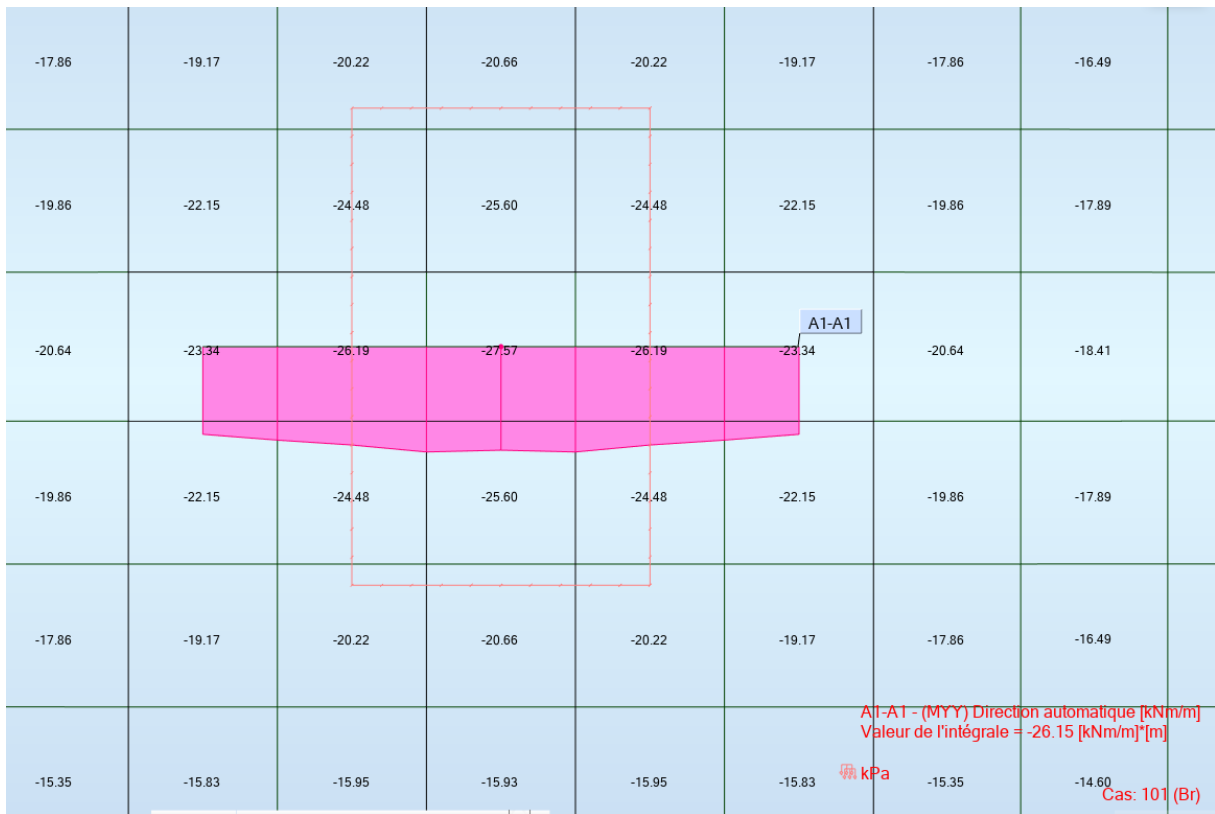 -17.86 -19.17 -20.22 -20.66 -20.22 -19.17 -17.86 -16.49
-19.86 -22.15 -24.48 -25.60 -24.48 -22.15 -19.86 -17.89
A1-A1
-20.64 -23.34 -26.19 -27.57 -26.19 -23.34 -20.64 -18.41
-19.86 -22.15 -24.48 -25.60 -24.48 -22.15 -19.86 -17.89
-17.86 -19.17 -20.22 -20.66 -20.22 -19.17 -17.86 -16.49
A1-A1 - (MYY) Direction automatique [kNm/m]
Valeur de l'intégrale = -26.15 [kNm/m]*[m]
kPa
-15.35 -15.83 -15.95 -15.93 -15.95 -15.83 -15.35 -14.60
Cas: 101 (Br)